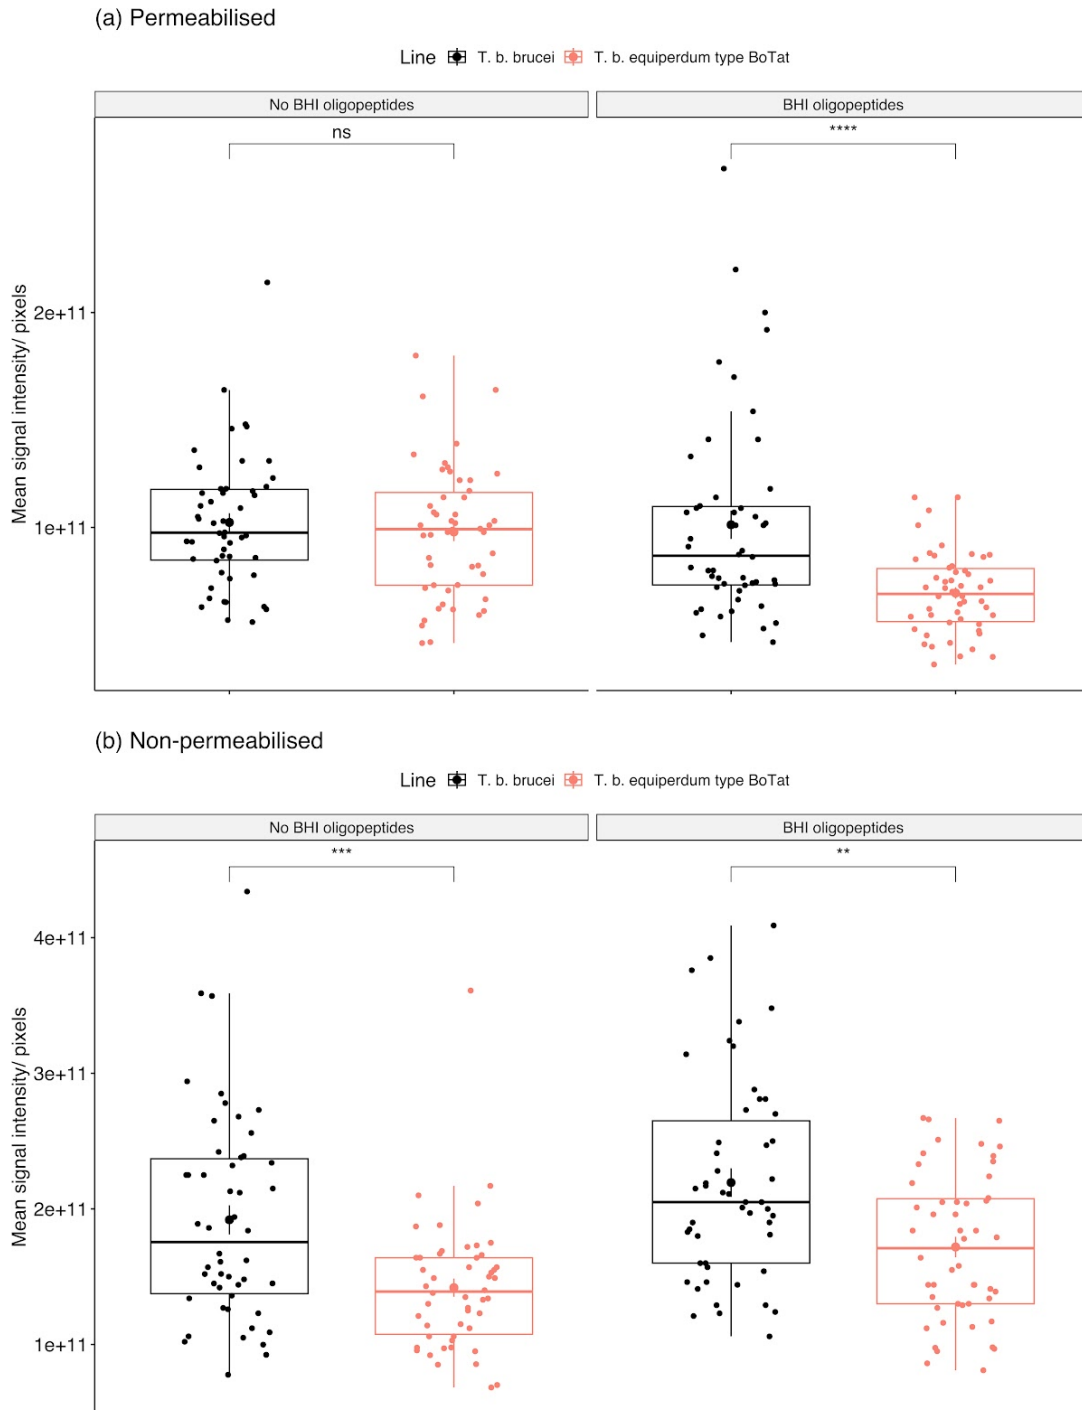 (a) Permeabilised
Line T. b. brucei T. b. equiperdum type BoTat
No BHI oligopeptides BHI oligopeptides
ns ****
Mean signal intensity/ pixels
2e+11
1e+11
(b) Non-permeabilised
Line T. b. brucei T. b. equiperdum type BoTat
No BHI oligopeptides BHI oligopeptides
*** **
Mean signal intensity/ pixels
4e+11
3e+11
2e+11
1e+11